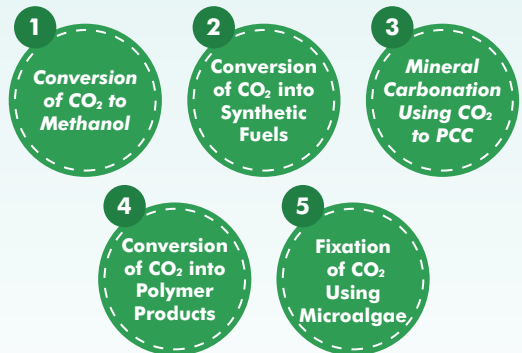 1
Conversion
of CO₂ to
Methanol
2
Conversion
of CO₂ into
Synthetic
Fuels
3
Mineral
Carbonation
Using CO₂
to PCC
4
Conversion
of CO₂ into
Polymer
Products
5
Fixation
of CO₂
Using
Microalgae